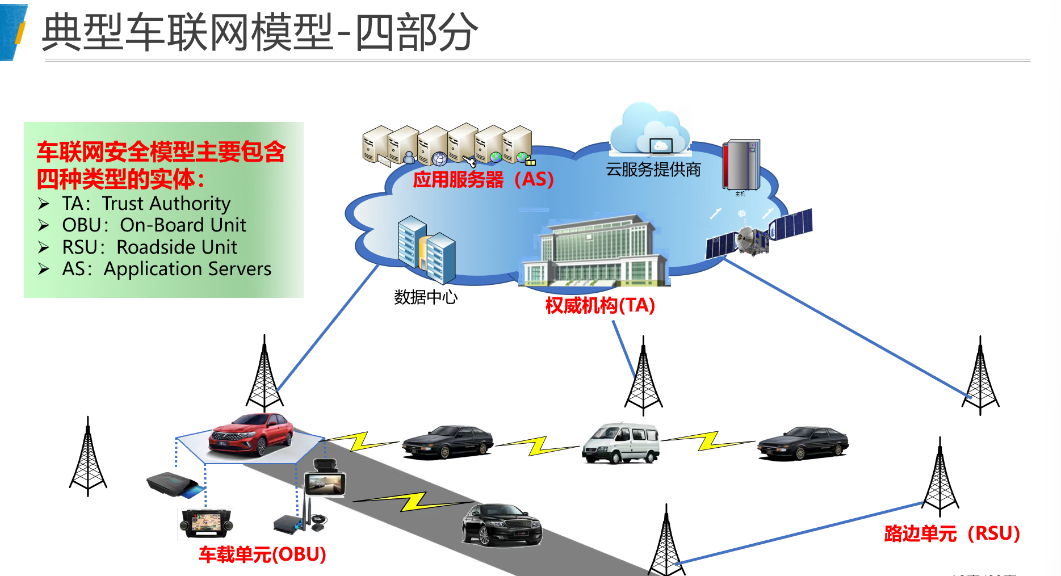 典型车联网模型-四部分
车联网安全模型主要包含
四种类型的实体：
➢ TA：Trust Authority
➢ OBU：On-Board Unit
➢ RSU：Roadside Unit
➢ AS：Application Servers
应用服务器（AS）
云服务提供商
数据中心
权威机构(TA)
车载单元(OBU)
路边单元（RSU）